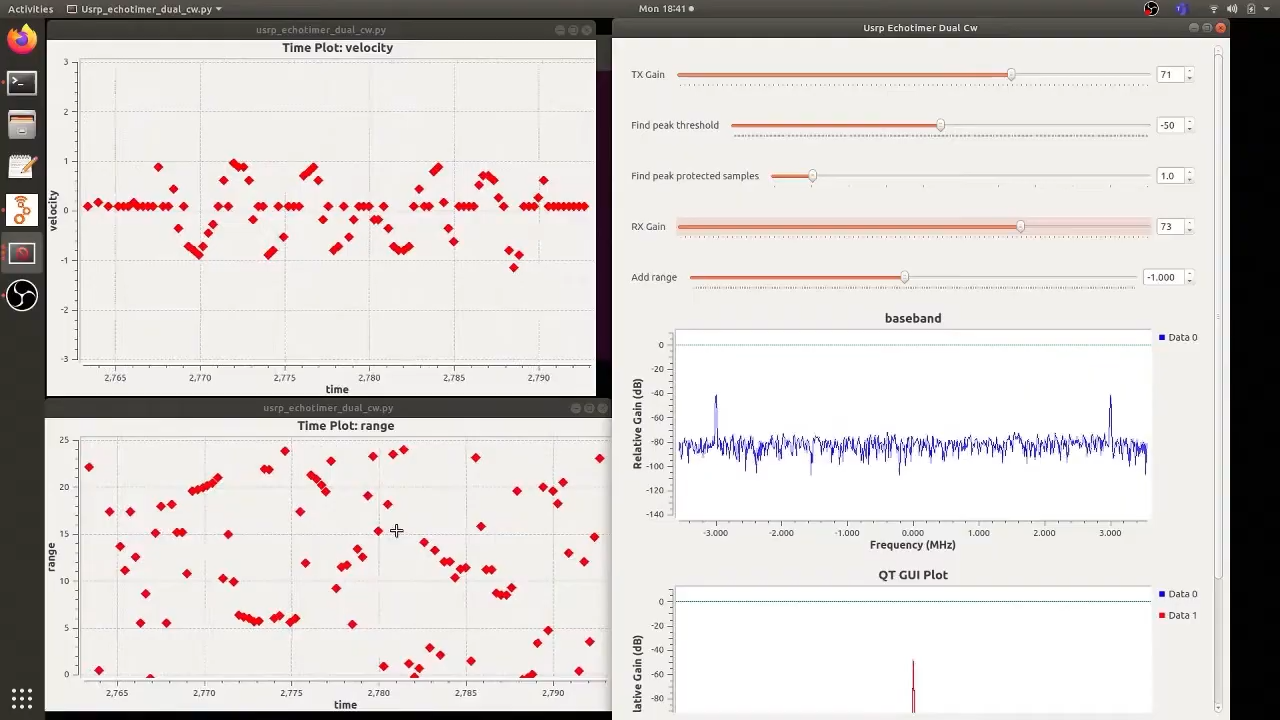 Activities
Usrp_echotimer_dual_cw.py
Mon 18:41
usrp_echotimer_dual_cw.py
Time Plot: velocity
3
2
1
0
-1
-2
-3
velocity
2,765
2,770
2,775
2,780
2,785
2,790
time
usrp_echotimer_dual_cw.py
Time Plot: range
25
20
15
10
5
0
range
2,765
2,770
2,775
2,780
2,785
2,790
time
Usrp Echotimer Dual Cw
TX Gain
71
Find peak threshold
-50
Find peak protected samples
1.0
RX Gain
73
Add range
-1.000
baseband
0
-20
-40
-60
-80
-100
-120
-140
Relative Gain (dB)
-3.000
-2.000
-1.000
0.000
1.000
2.000
3.000
Frequency (MHz)
Data 0
QT GUI Plot
0
-20
-40
-60
-80
lative Gain (dB)
Data 0
Data 1